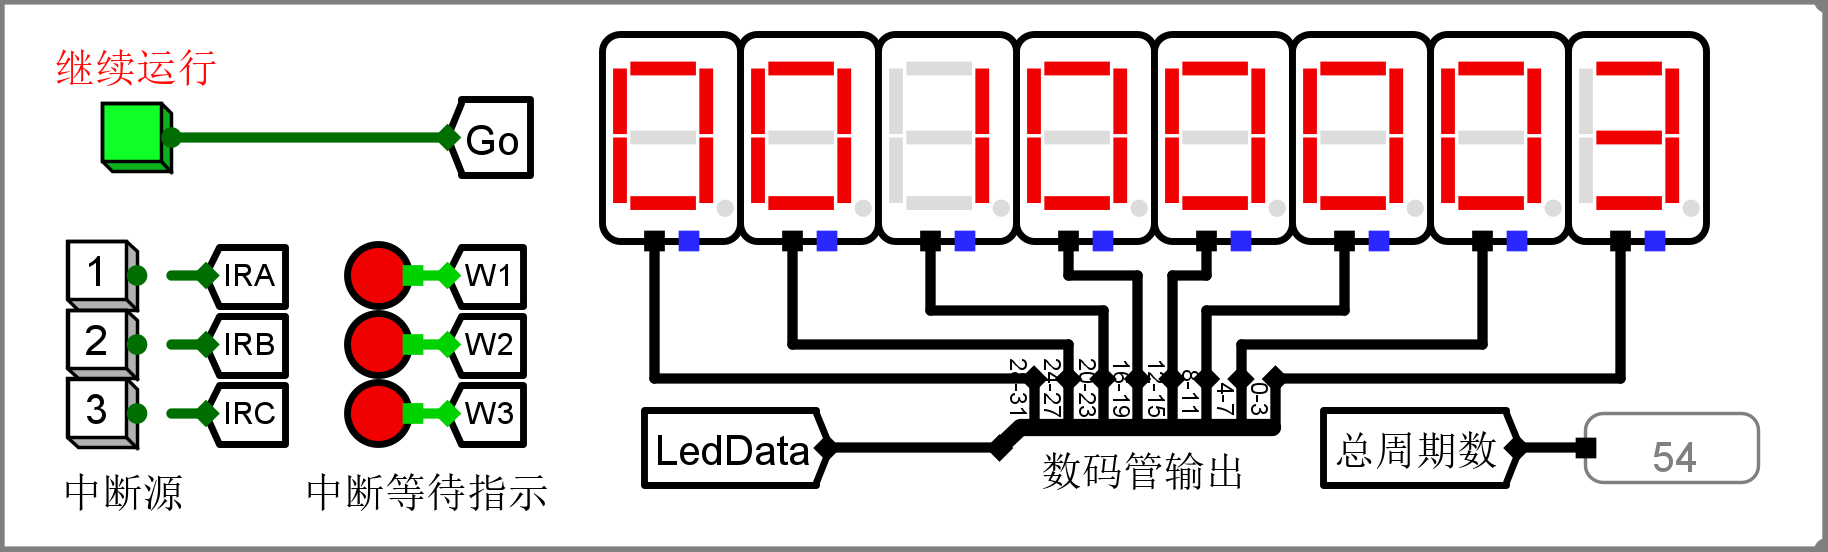 继续运行
Go
00100003
1 IRA W1
2 IRB W2
3 IRC W3
中断源
中断等待指示
28-31
24-27
20-23
16-19
12-15
8-11
4-7
0-3
LedData
数码管输出
总周期数
54